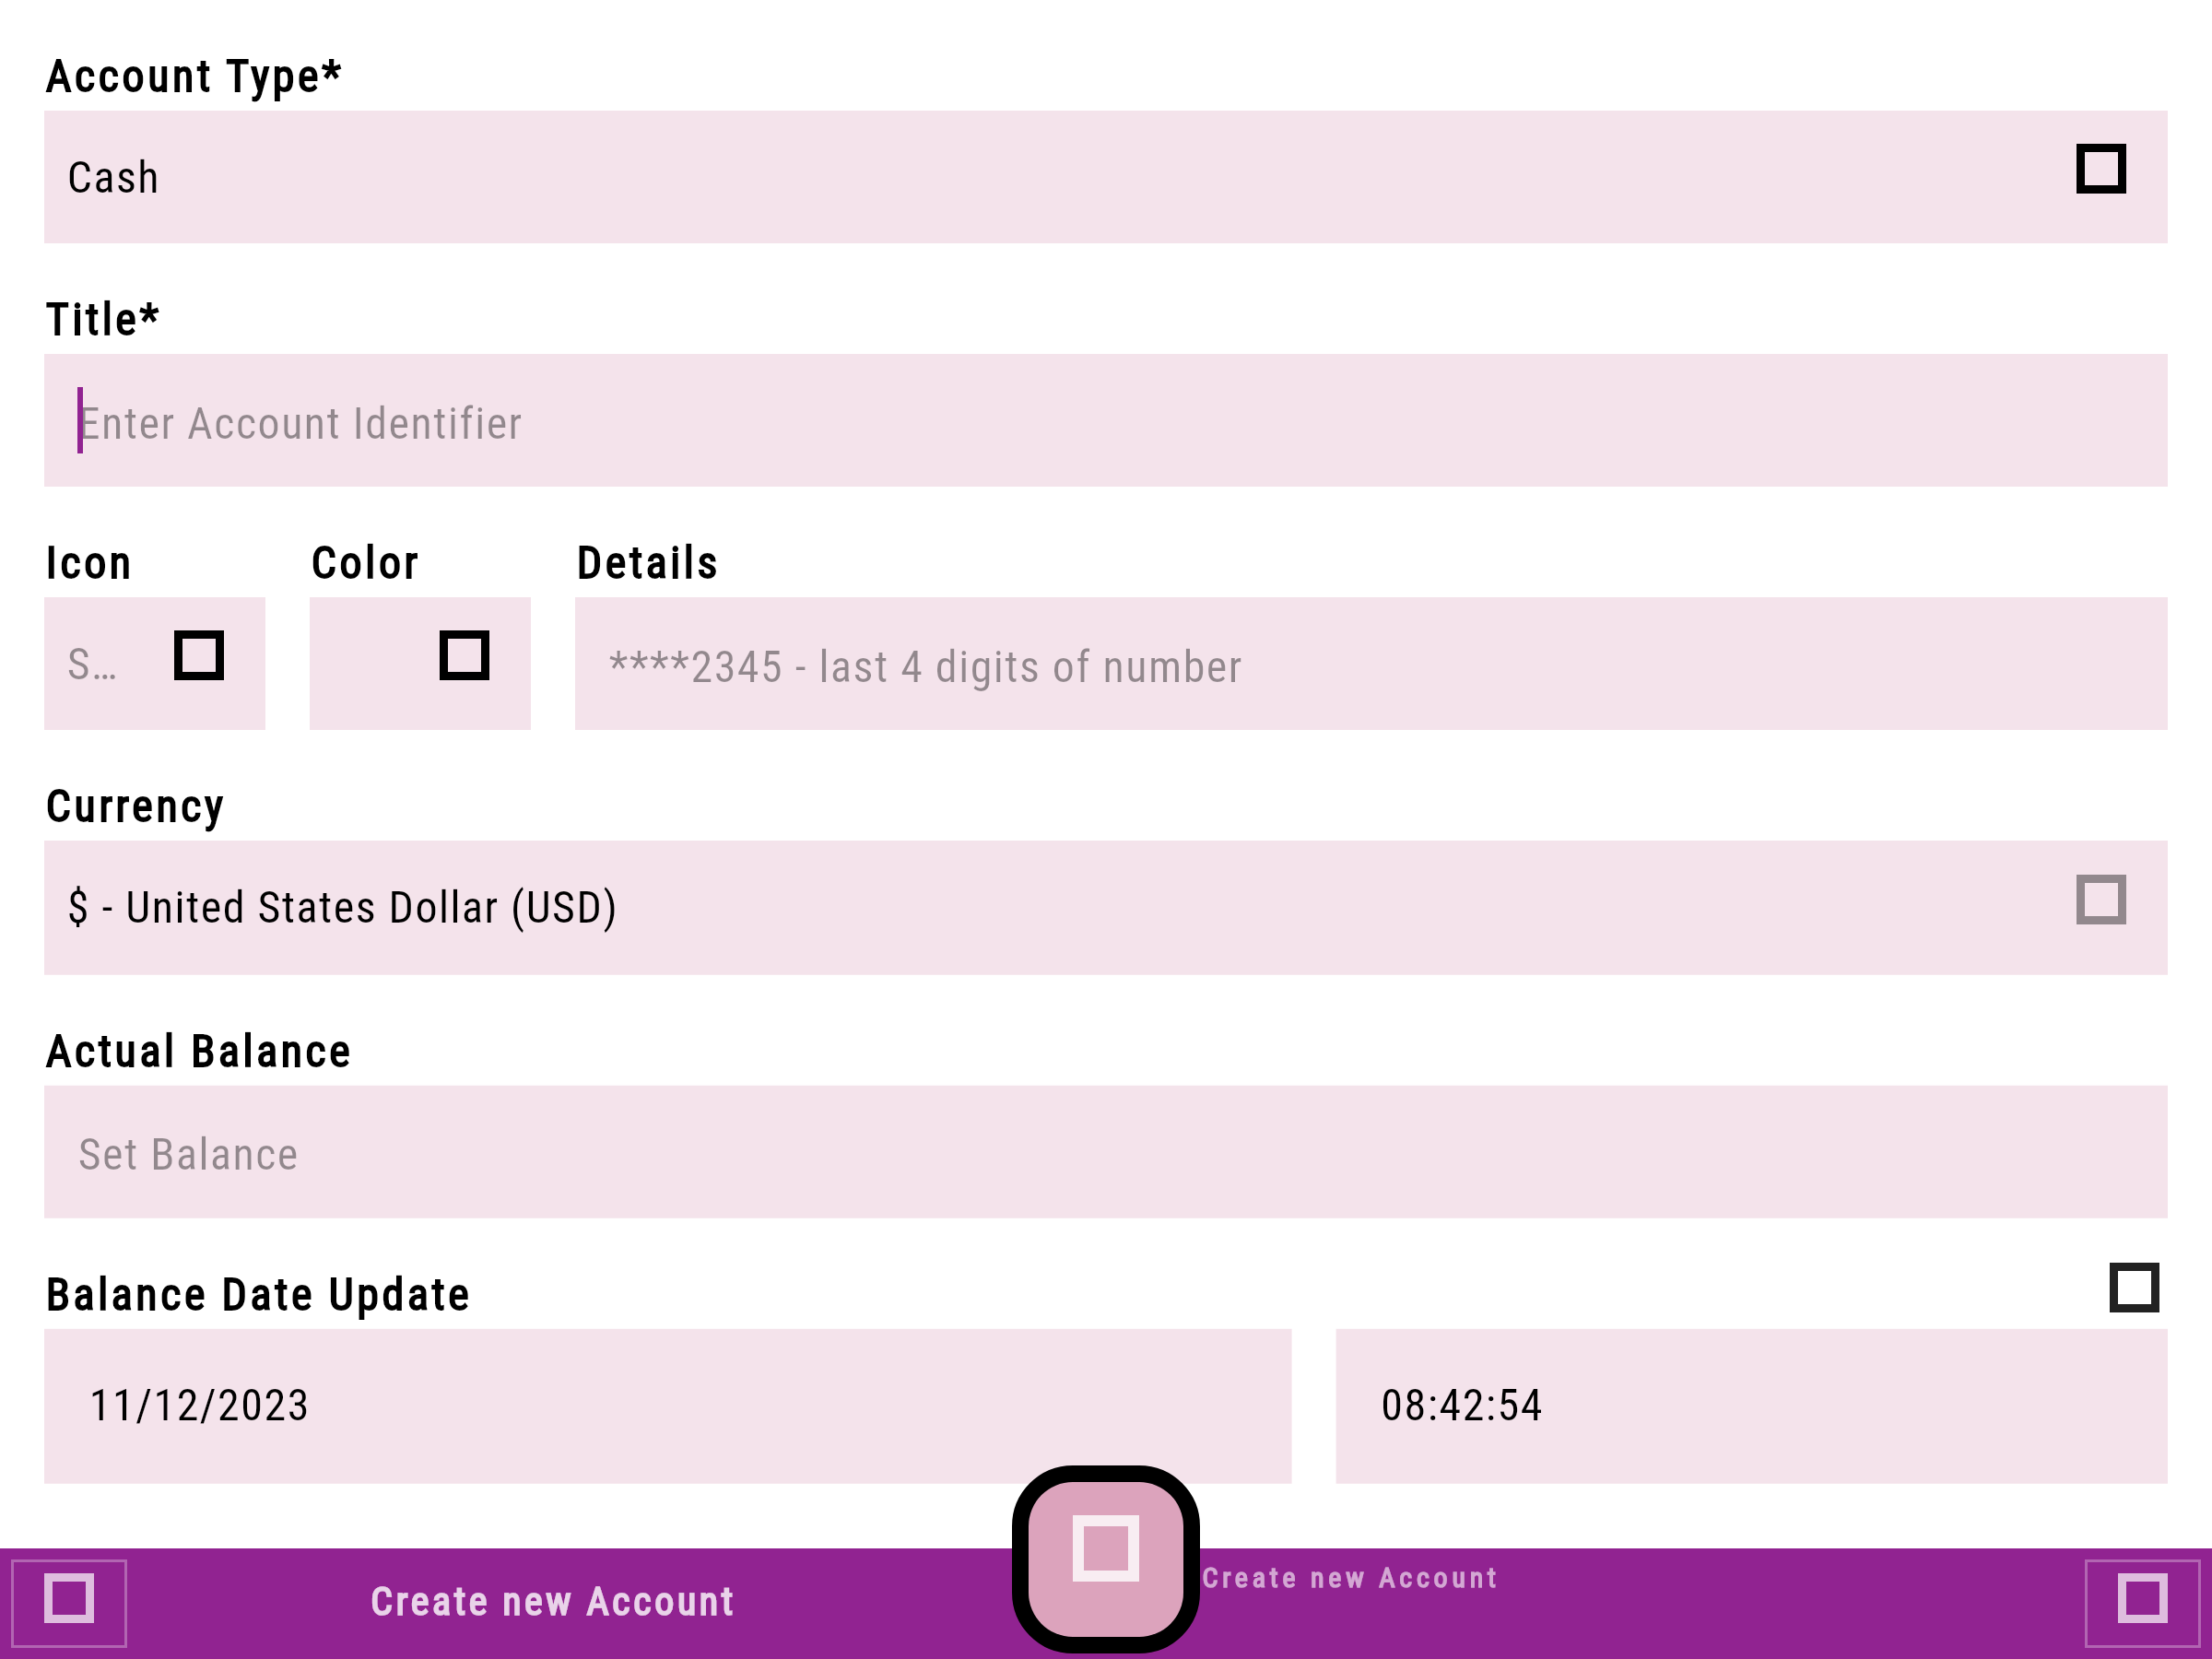 Account Type*
Cash
Title*
Enter Account Identifier
Icon Color Details
S… ****2345 - last 4 digits of number
Currency
$ - United States Dollar (USD)
Actual Balance
Set Balance
Balance Date Update
11/12/2023 08:42:54
Create new Account Create new Account